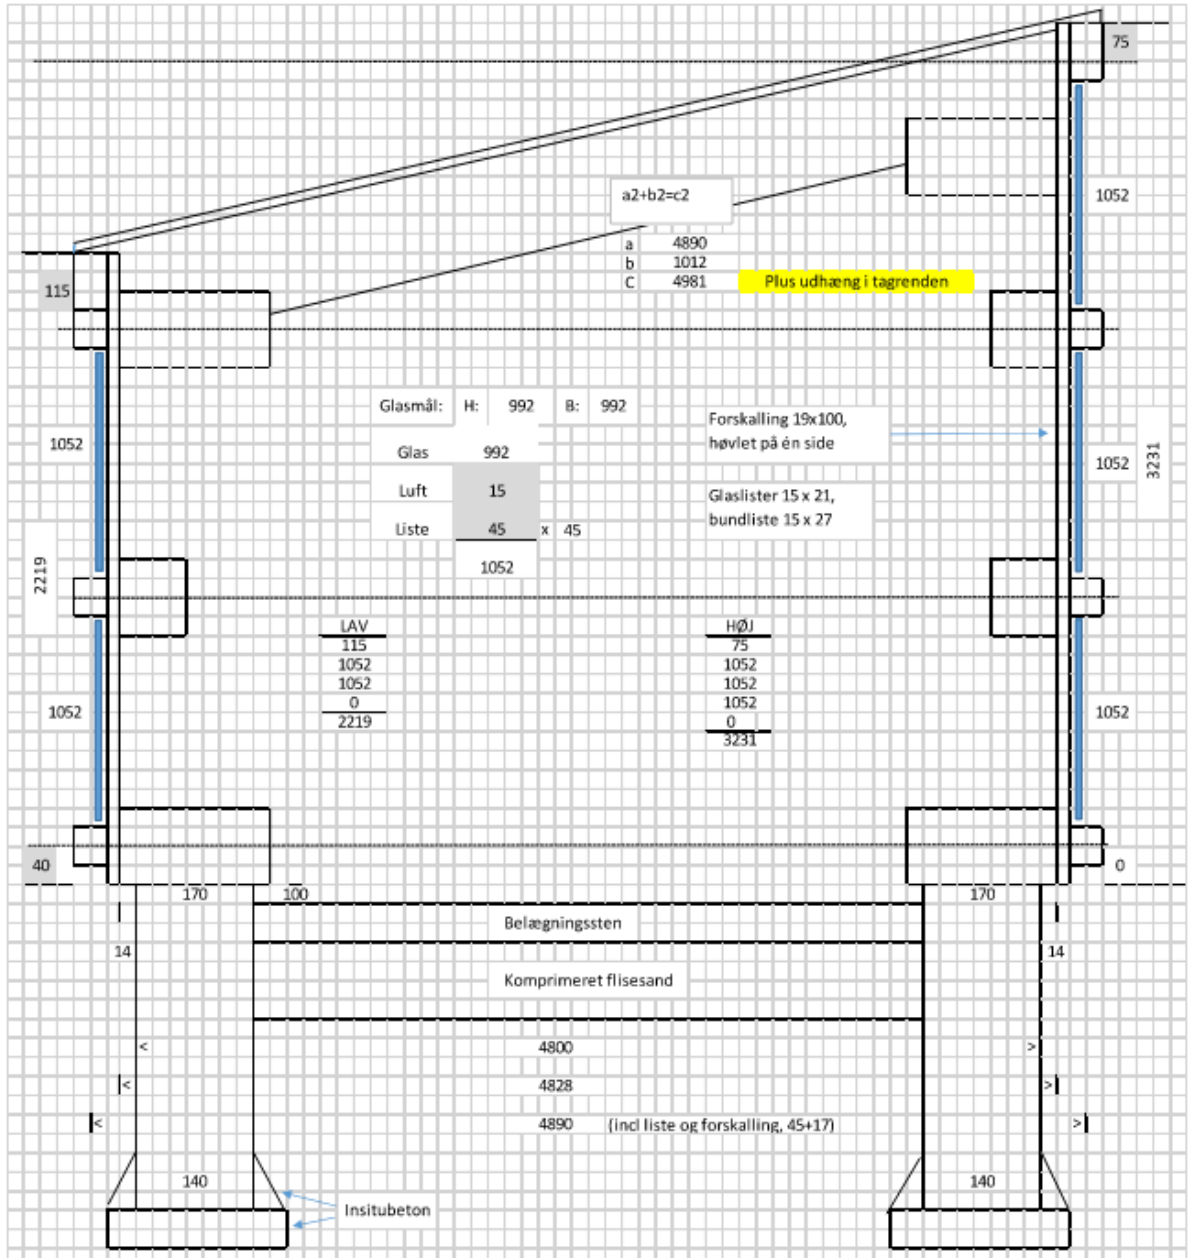 75
a2+b2=c2
1052
a 4890
b 1012
C 4981 Plus udhæng i tagrenden
115
Glasmål: H: 992 B: 992
Forskalling 19x100,
høvlet på én side
1052
Glas 992
1052
3231
Luft 15
Glaslister 15 x 21,
bundliste 15 x 27
Liste 45 x 45
1052
2219
LAV
115
1052
1052
0
2219
HØJ
75
1052
1052
1052
0
3231
1052
1052
40
0
170 100
170
Belægningssten
14
14
Komprimeret flisesand
< 4800 >
< 4828 >
< 4890 (incl liste og forskalling, 45+17) >
140
140
Insitubeton